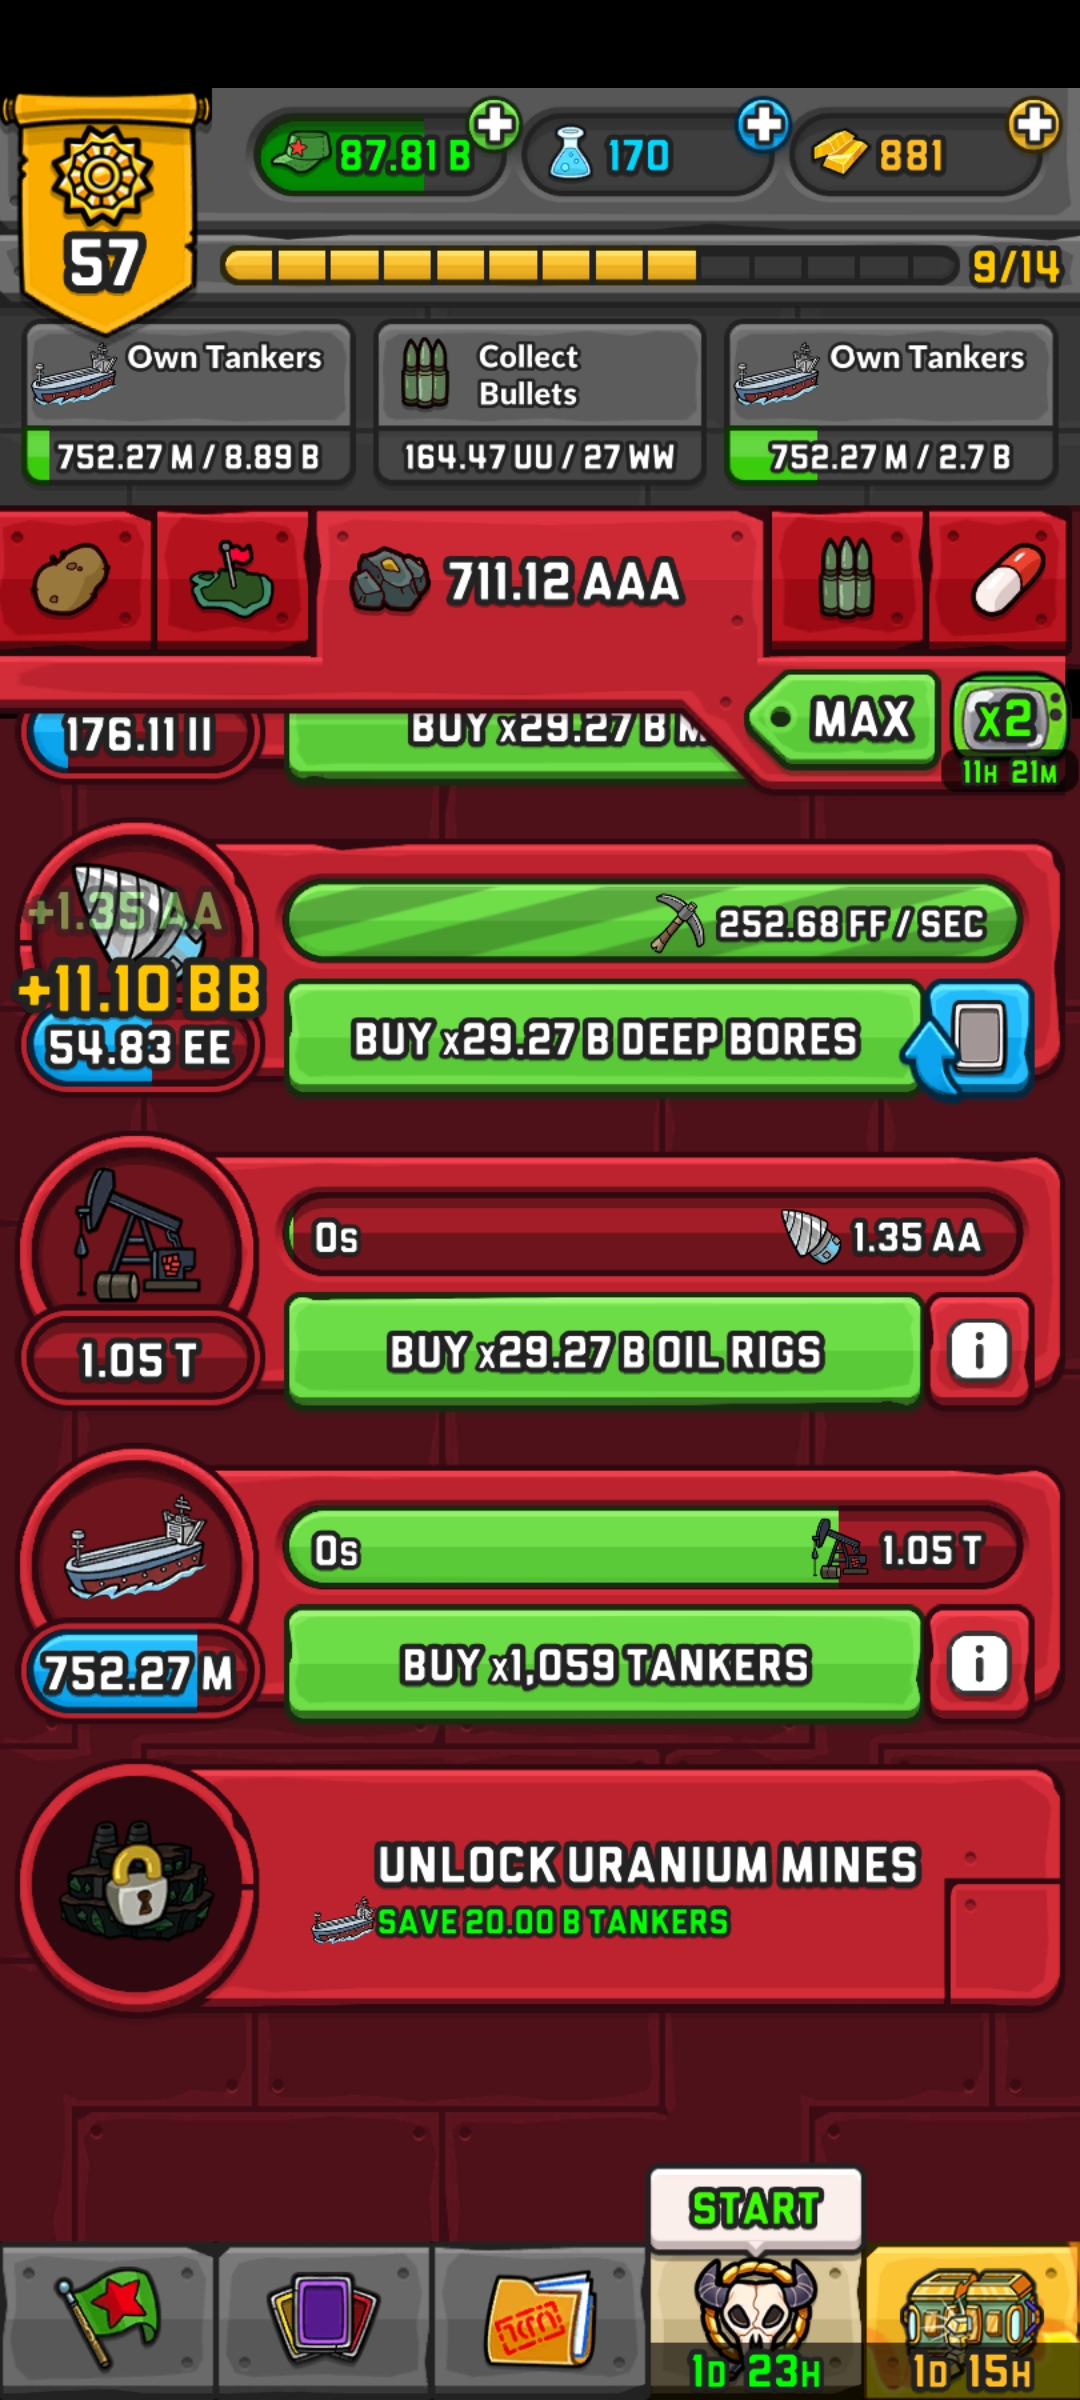 87.81 B
170
881
57
9/14
Own Tankers
752.27 M / 8.89 B
Collect
Bullets
164.47 UU / 27 WW
Own Tankers
752.27 M / 2.7 B
711.12 AAA
176.11 II
BUY x29.27 B
MAX
x2
11H 21M
+1.35 AA
+11.10 BB
54.83 EE
252.68 FF / SEC
BUY x29.27 B DEEP BORES
0s
1.35 AA
1.05 T
BUY x29.27 B OIL RIGS
i
0s
1.05 T
752.27 M
BUY x1,059 TANKERS
i
UNLOCK URANIUM MINES
SAVE 20.00 B TANKERS
START
1D 23H
1D 15H